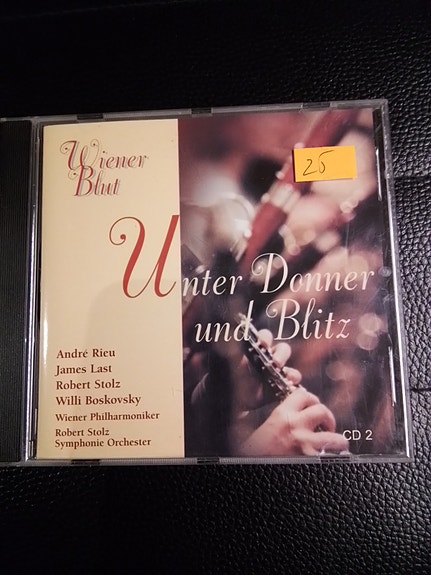 Wiener
Blut
25
Unter Donner
und Blitz
André Rieu
James Last
Robert Stolz
Willi Boskovsky
Wiener Philharmoniker
Robert Stolz
Symphonie Orchester
CD 2